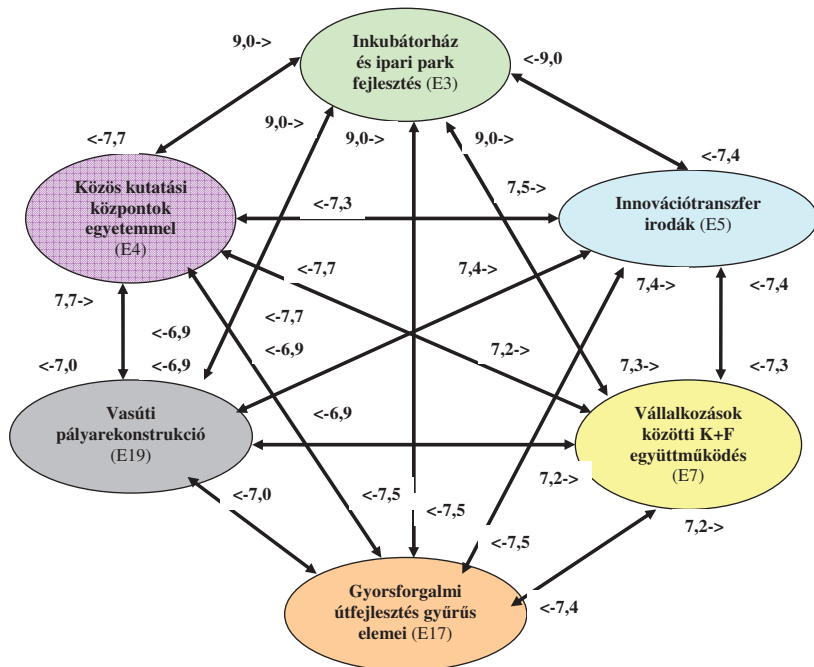 Inkubátorház
és ipari park
fejlesztés (E3)
9,0->
<-9,0
9,0->
9,0->
9,0->
<-7,7
<-7,4
Közös kutatási
központok
egyetemmel
(E4)
<-7,3
7,5->
Innovációtranszfer
irodák (E5)
<-7,7
7,4->
7,4->
<-7,4
7,7->
<-7,7
<-6,9
<-6,9
7,2->
7,3->
<-7,3
<-7,0
<-6,9
Vasúti
pályarekonstrukció
(E19)
<-6,9
Vállalkozások
közötti K+F
együttműködés
(E7)
<-7,0
<-7,5
<-7,5
7,2->
7,2->
<-7,5
Gyorsforgalmi
útfejlesztés gyűrűs
elemei (E17)
<-7,4